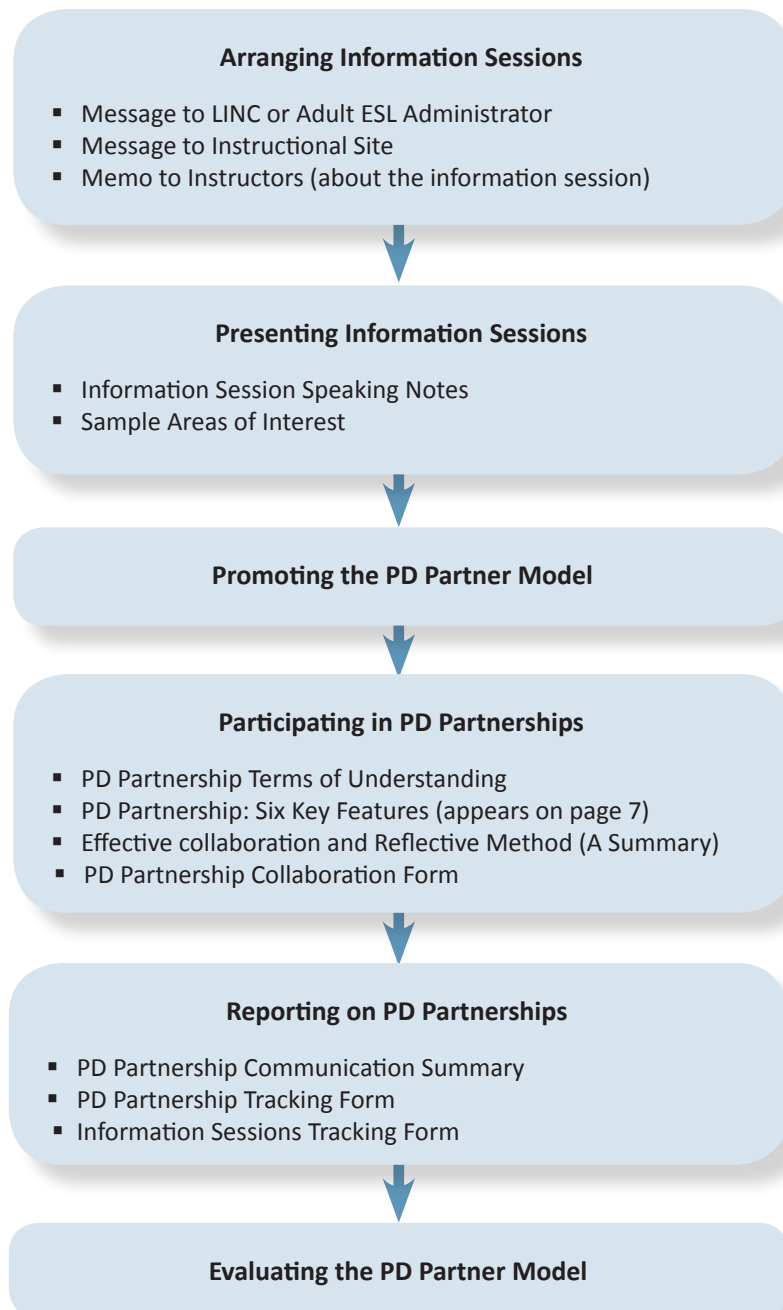 Arranging Information Sessions
▪ Message to LINC or Adult ESL Administrator
▪ Message to Instructional Site
▪ Memo to Instructors (about the information session)
Presenting Information Sessions
▪ Information Session Speaking Notes
▪ Sample Areas of Interest
Promoting the PD Partner Model
Participating in PD Partnerships
▪ PD Partnership Terms of Understanding
▪ PD Partnership: Six Key Features (appears on page 7)
▪ Effective collaboration and Reflective Method (A Summary)
▪ PD Partnership Collaboration Form
Reporting on PD Partnerships
▪ PD Partnership Communication Summary
▪ PD Partnership Tracking Form
▪ Information Sessions Tracking Form
Evaluating the PD Partner Model